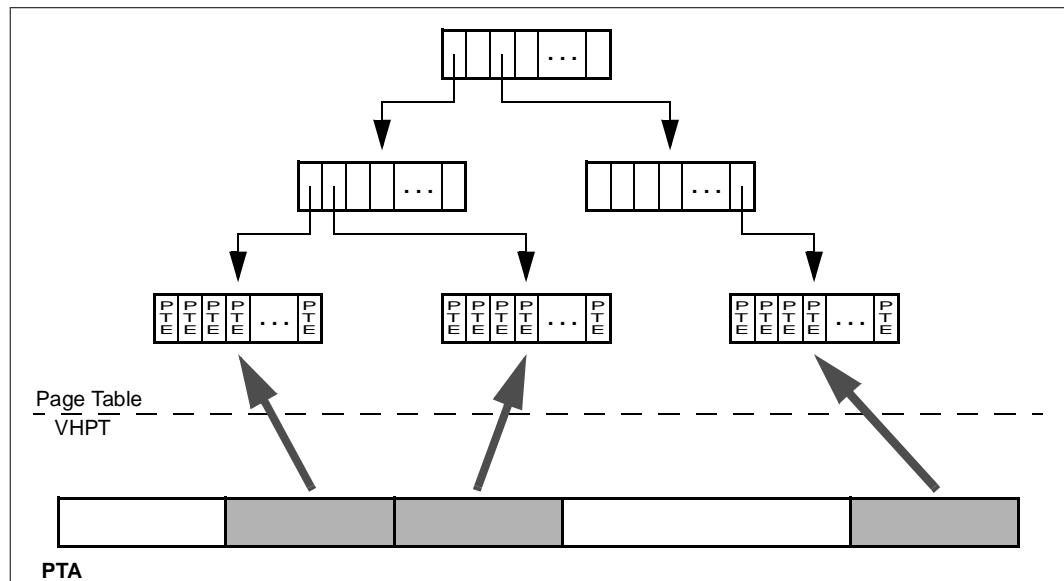 . . .
. . .
. . .
PTE PTE PTE PTE . . . PTE
PTE PTE PTE PTE . . . PTE
PTE PTE PTE PTE . . . PTE
Page Table
VHPT
PTA